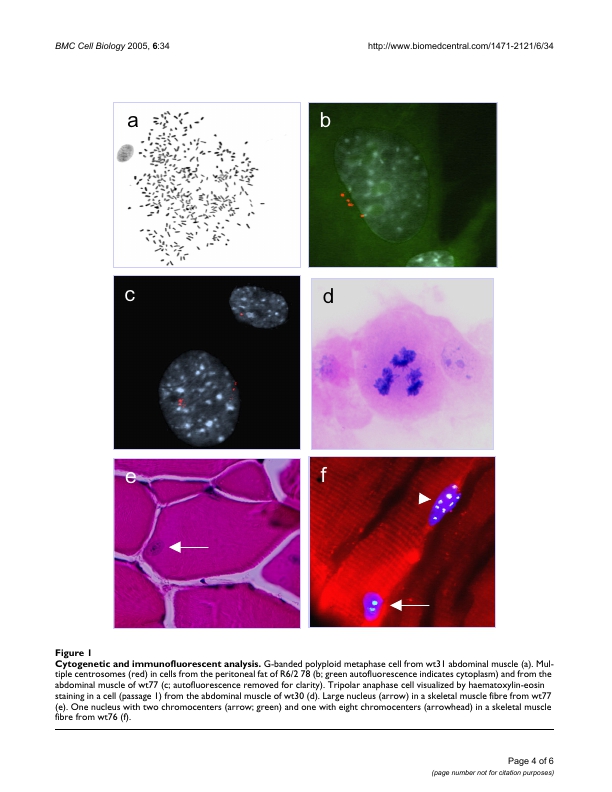 BMC Cell Biology 2005, 6:34
http://www.biomedcentral.com/1471-2121/6/34
a
b
c
d
e
f
Figure 1
Cytogenetic and immunofluorescent analysis. G-banded polyploid metaphase cell from wt31 abdominal muscle (a). Mul-
tiple centrosomes (red) in cells from the peritoneal fat of R6/2 78 (b; green autofluorescence indicates cytoplasm) and from the
abdominal muscle of wt77 (c; autofluorescence removed for clarity). Tripolar anaphase cell visualized by haematoxylin-eosin
staining in a cell (passage 1) from the abdominal muscle of wt30 (d). Large nucleus (arrow) in a skeletal muscle fibre from wt77
(e). One nucleus with two chromocenters (arrow; green) and one with eight chromocenters (arrowhead) in a skeletal muscle
fibre from wt76 (f).
Page 4 of 6
(page number not for citation purposes)